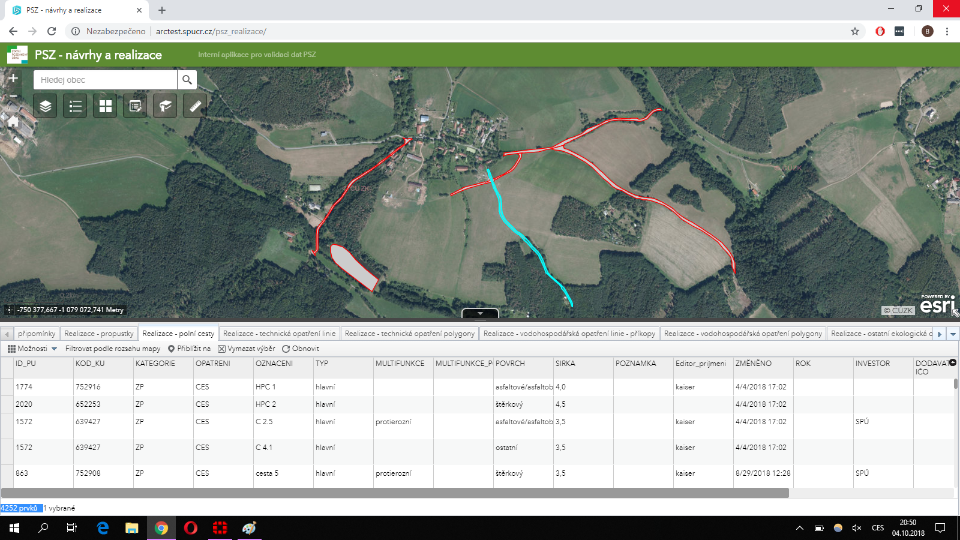 PSZ - návrhy a realizace
Nezabezpečeno | arctest.spucr.cz/psz_realizace/
PSZ - návrhy a realizace Interní aplikace pro validaci dat PSZ
Hledej obec
© ČÚZK
-750 377,667 -1 079 072,741 Metry
POWERED BY
esri
© ČÚZK
připomínky Realizace - propustky Realizace - polní cesty Realizace - technická opatření linie Realizace - technická opatření polygony Realizace - vodohospodářská opatření linie - příkopy Realizace - vodohospodářská opatření polygony Realizace - ostatní ekologická o
Možnosti Filtrovat podle rozsahu mapy Přiblížit na Vymazat výběr Obnovit
ID_PU KOD_KU KATEGORIE OPATRENI OZNACENI TYP MULTIFUNKCE MULTIFUNKCE_P POVRCH SIRKA POZNAMKA Editor_prijmeni ZMĚNĚNO ROK INVESTOR DODAVAT
IČO
1774 752916 ZP CES HPC 1 hlavní asfaltové/asfaltob 4,0 kaiser 4/4/2018 17:02
2020 652253 ZP CES HPC 2 hlavní štěrkový 4,5 4/4/2018 17:02
1572 639427 ZP CES C 2.5 hlavní protierozní asfaltové/asfaltob 3,5 kaiser 4/4/2018 17:02 SPÚ
1572 639427 ZP CES C 4.1 hlavní ostatní 3,5 kaiser 4/4/2018 17:02
863 752908 ZP CES cesta 5 hlavní protierozní štěrkový 3,5 kaiser 8/29/2018 12:28 SPÚ
4252 prvků 1 vybrané
CES
20:50
04.10.2018